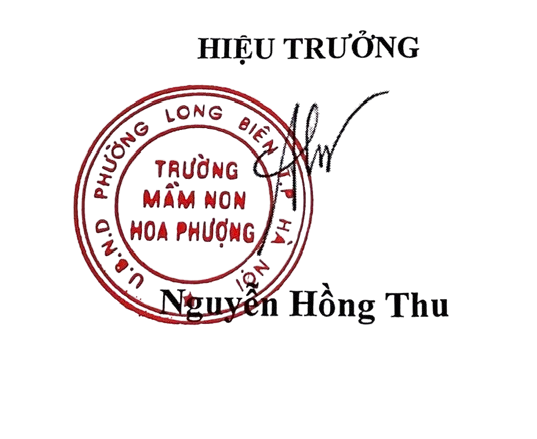 HIỆU TRƯỞNG
U.B.N.D PHƯỜNG LONG BIÊN TP HÀ NỘI
TRƯỜNG
MẦM NON
HOA PHƯỢNG
Nguyễn Hồng Thu